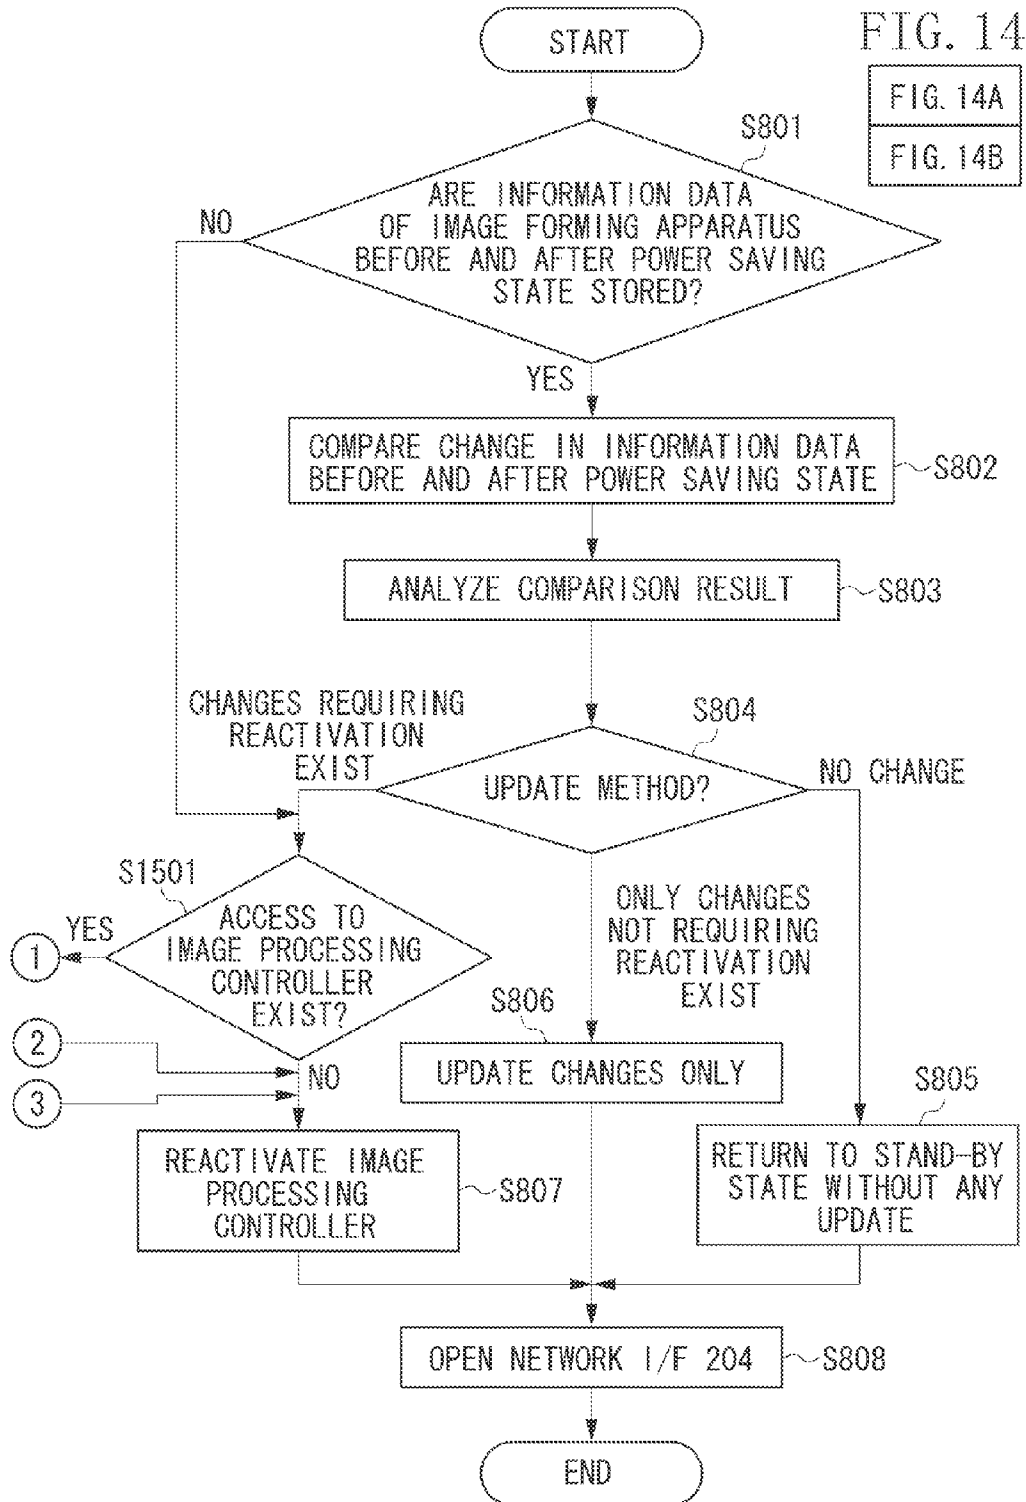 FIG. 14
FIG. 14A
FIG. 14B
START
S801
ARE INFORMATION DATA
OF IMAGE FORMING APPARATUS
BEFORE AND AFTER POWER SAVING
STATE STORED?
NO
YES
COMPARE CHANGE IN INFORMATION DATA
BEFORE AND AFTER POWER SAVING STATE
S802
ANALYZE COMPARISON RESULT
S803
CHANGES REQUIRING
REACTIVATION
EXIST
S804
UPDATE METHOD?
NO CHANGE
S1501
YES
1
ACCESS TO
IMAGE PROCESSING
CONTROLLER
EXIST?
ONLY CHANGES
NOT REQUIRING
REACTIVATION
EXIST
2
NO
3
S806
UPDATE CHANGES ONLY
S805
RETURN TO STAND-BY
STATE WITHOUT ANY
UPDATE
REACTIVATE IMAGE
PROCESSING
CONTROLLER
S807
OPEN NETWORK I/F 204
S808
END